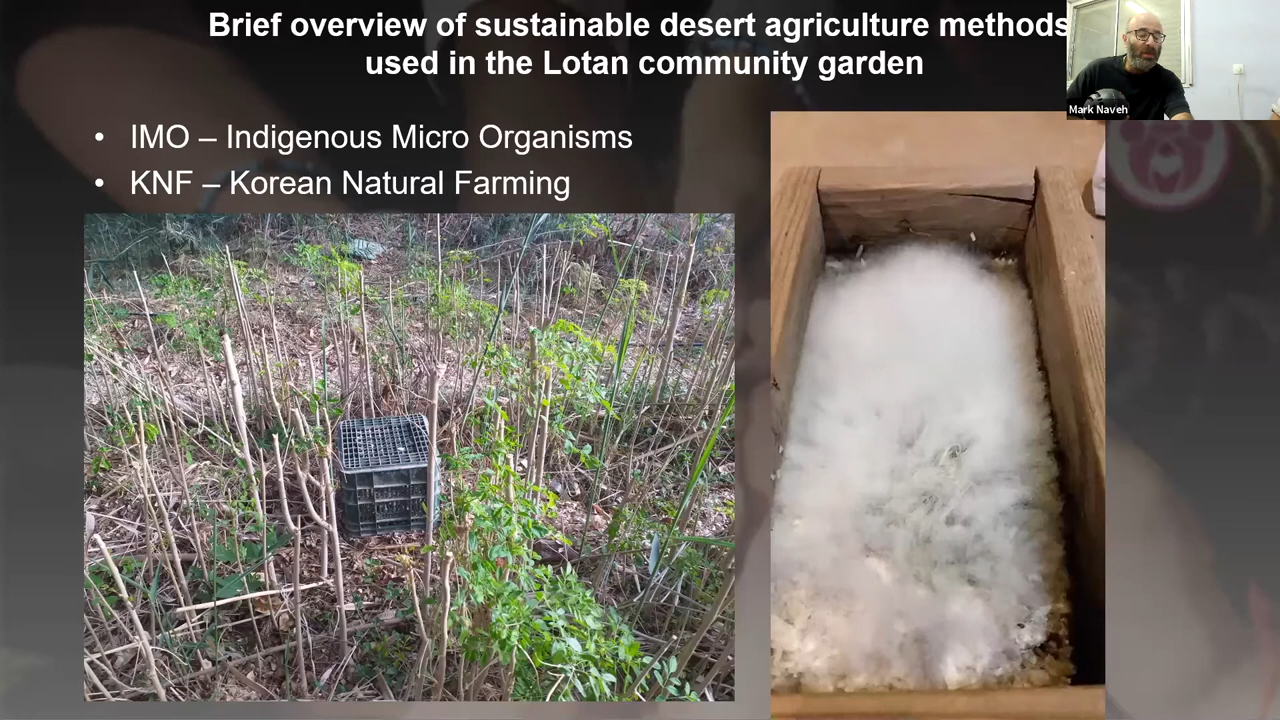 Brief overview of sustainable desert agriculture methods
used in the Lotan community garden
Mark Naveh
• IMO – Indigenous Micro Organisms
• KNF – Korean Natural Farming